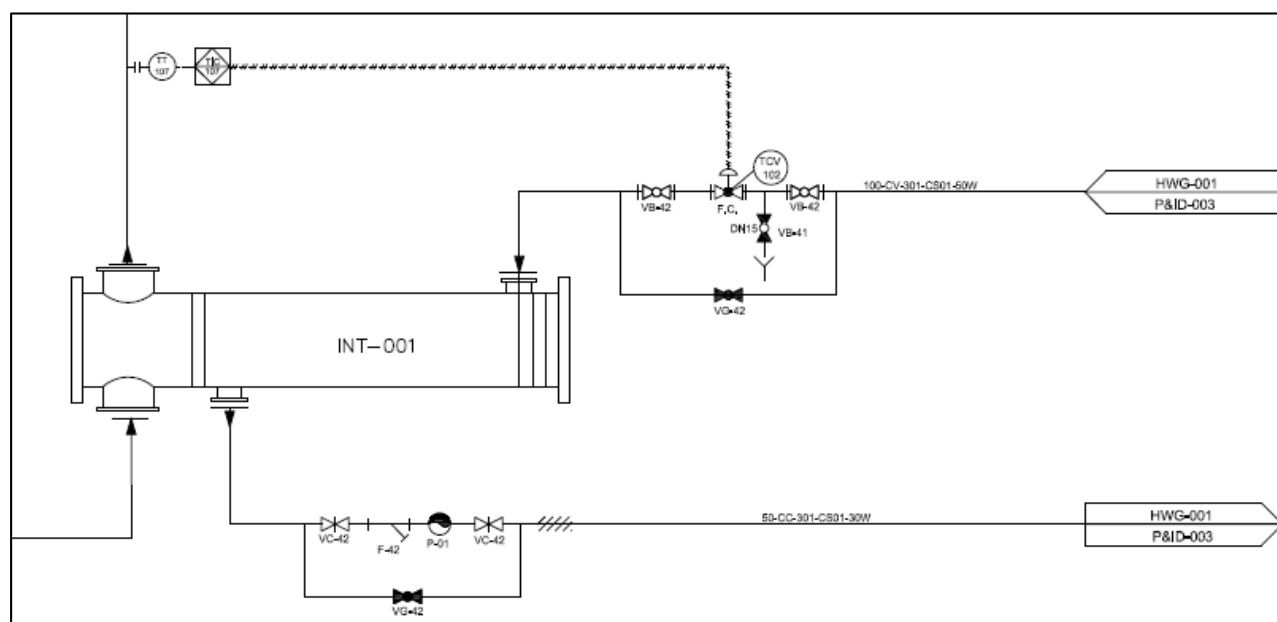 TT
107
TIC
107
TCV
102
100-CV-301-CS01-50W
HWG-001
P&ID-003
VB-42
F.C.
VB-42
DN15
VB-41
VG-42
INT-001
50-CC-301-CS01-30W
HWG-001
P&ID-003
VC-42
F-42
P-01
VC-42
VG-42